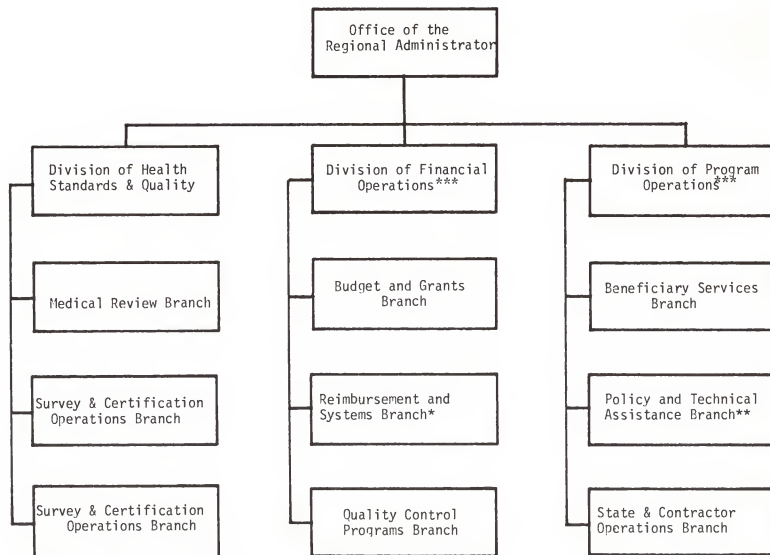 Office of the
Regional Administrator
Division of Health
Standards & Quality
Division of Financial
Operations***
Division of Program
Operations***
Medical Review Branch
Budget and Grants
Branch
Beneficiary Services
Branch
Survey & Certification
Operations Branch
Reimbursement and
Systems Branch*
Policy and Technical
Assistance Branch**
Survey & Certification
Operations Branch
Quality Control
Programs Branch
State & Contractor
Operations Branch